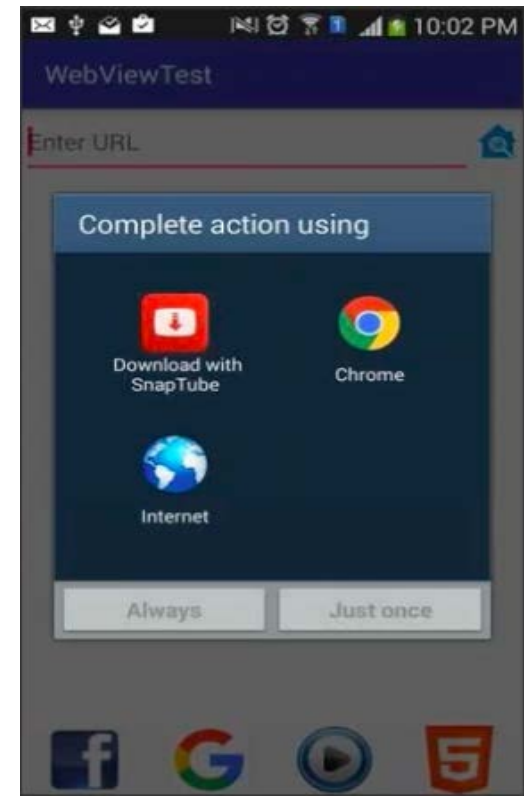 10:02 PM
WebViewTest
Enter URL
Complete action using
Download with
SnapTube
Chrome
Internet
Always
Just once